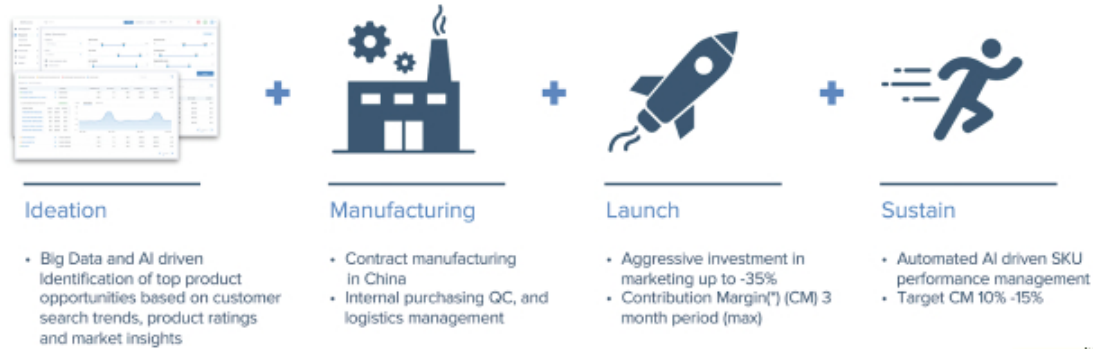 Ideation
• Big Data and AI driven
Identification of top product
opportunities based on customer
search trends, product ratings
and market insights
Manufacturing
• Contract manufacturing
in China
• Internal purchasing QC, and
logistics management
Launch
• Aggressive investment in
marketing up to -35%
• Contribution Margin(*) (CM) 3
month period (max)
Sustain
• Automated AI driven SKU
performance management
• Target CM 10% -15%